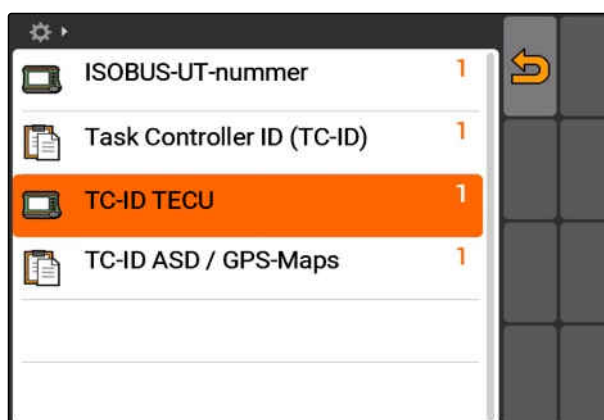 ISOBUS-UT-nummer 1
Task Controller ID (TC-ID) 1
TC-ID TECU 1
TC-ID ASD / GPS-Maps 1